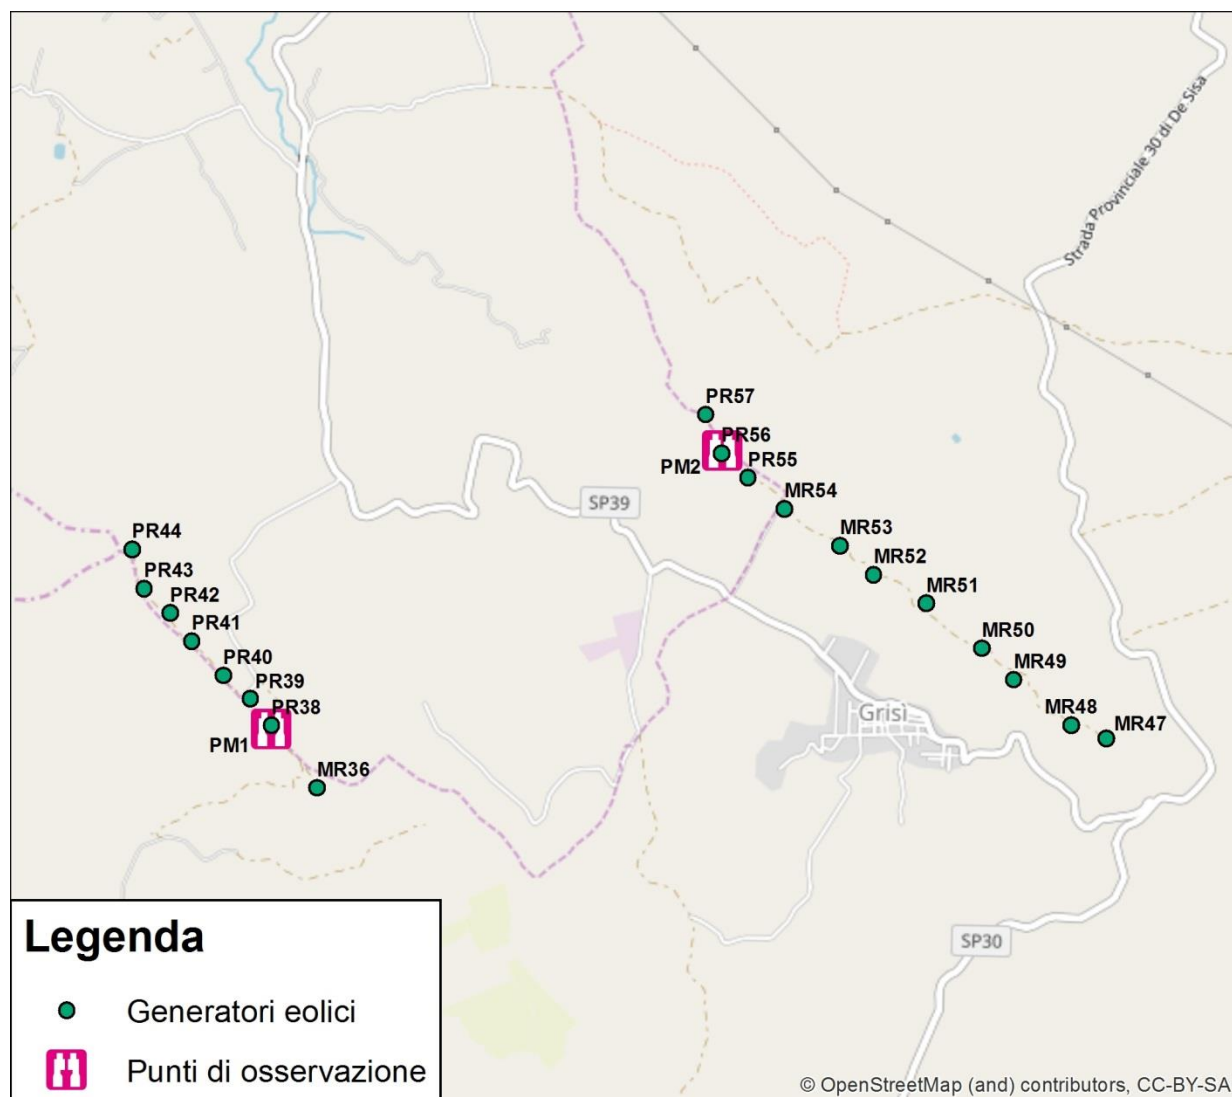 Strada Provinciale 30 di De Sisa
PR57
PR56
PM2
PR55
MR54
SP39
MR53
PR44
MR52
PR43
MR51
PR42
PR41
MR50
PR40
MR49
PR39
PR38
Grisì
MR48
MR47
PM1
MR36
Legenda
SP30
Generatori eolici
Punti di osservazione
© OpenStreetMap (and) contributors, CC-BY-SA